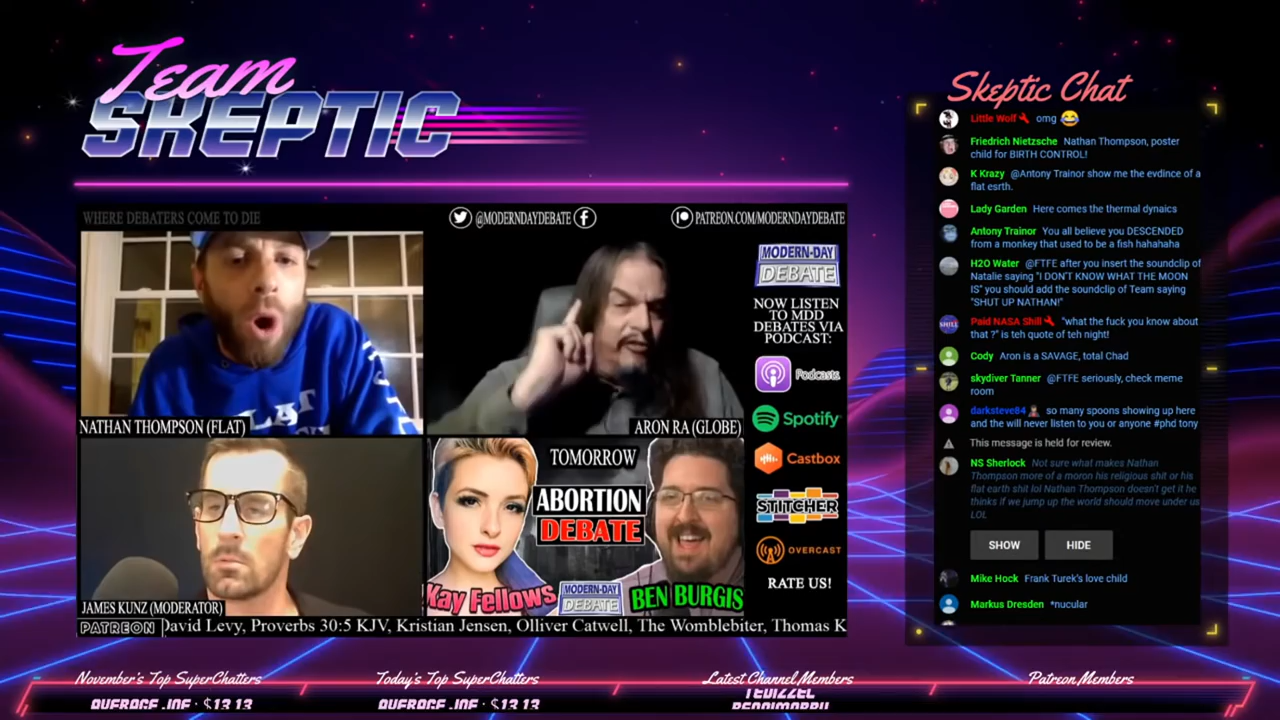 Team
SKEPTIC
WHERE DEBATERS COME TO DIE
@MODERNDAYDEBATE
PATREON.COM/MODERNDAYDEBATE
NATHAN THOMPSON (FLAT)
ARON RA (GLOBE)
MODERN-DAY
DEBATE
NOW LISTEN
TO MDD
DEBATES VIA
PODCAST:
Podcasts
Spotify
Castbox
STITCHER
OVERCAST
RATE US!
JAMES KUNZ (MODERATOR)
TOMORROW
ABORTION
DEBATE
Kay Fellows
MODERN-DAY
DEBATE
BEN BURGIS
PATREON
David Levy, Proverbs 30:5 KJV, Kristian Jensen, Olliver Catwell, The Womblebiter, Thomas K
Skeptic Chat
Little Wolf omg
Friedrich Nietzsche Nathan Thompson, poster
child for BIRTH CONTROL!
K Krazy @Antony Trainor show me the evdince of a
flat esrth.
Lady Garden Here comes the thermal dynaics
Antony Trainor You all believe you DESCENDED
from a monkey that used to be a fish hahahaha
H2O Water @FTFE after you insert the soundclip of
Natalie saying "I DON'T KNOW WHAT THE MOON
IS" you should add the soundclip of Team saying
"SHUT UP NATHAN!"
SHILL
Paid NASA Shill "what the fuck you know about
that ?" is teh quote of teh night!
Cody Aron is a SAVAGE, total Chad
skydiver Tanner @FTFE seriously, check meme
room
darksteve84 so many spoons showing up here
and the will never listen to you or anyone #phd tony
This message is held for review.
NS Sherlock Not sure what makes Nathan
Thompson more of a moron his religious shit or his
flat earth shit lol Nathan Thompson doesn't get it he
thinks if we jump up the world should move under us
LOL
SHOW
HIDE
Mike Hock Frank Turek's love child
Markus Dresden *nucular
November's Top SuperChatters
AVERAGE JOE · $13.13
Today's Top SuperChatters
AVERAGE JOE · $13.13
Latest Channel Members
Patreon Members